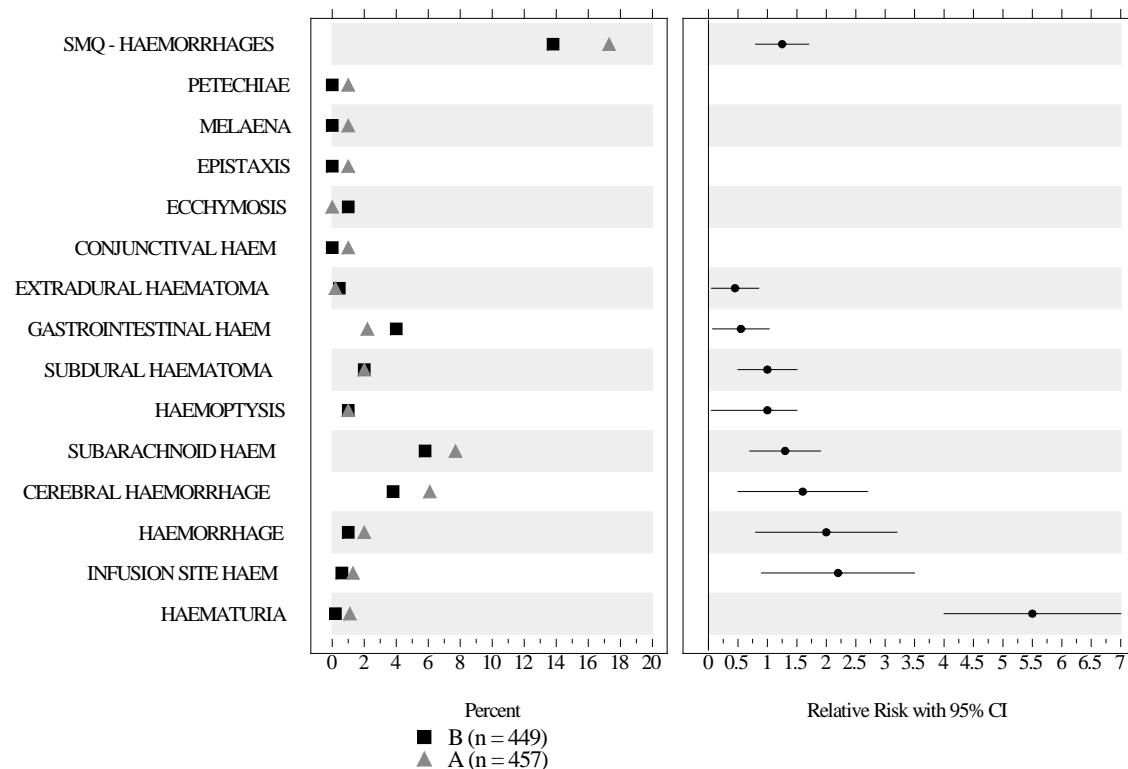 SMQ - HAEMORRHAGES
PETECHIAE
MELAENA
EPISTAXIS
ECCHYMOSIS
CONJUNCTIVAL HAEM
EXTRADURAL HAEMATOMA
GASTROINTESTINAL HAEM
SUBDURAL HAEMATOMA
HAEMOPTYSIS
SUBARACHNOID HAEM
CEREBRAL HAEMORRHAGE
HAEMORRHAGE
INFUSION SITE HAEM
HAEMATURIA
0 2 4 6 8 10 12 14 16 18 20
0 0.5 1 1.5 2 2.5 3 3.5 4 4.5 5 5.5 6 6.5 7
Percent
Relative Risk with 95% CI
B (n = 449)
A (n = 457)